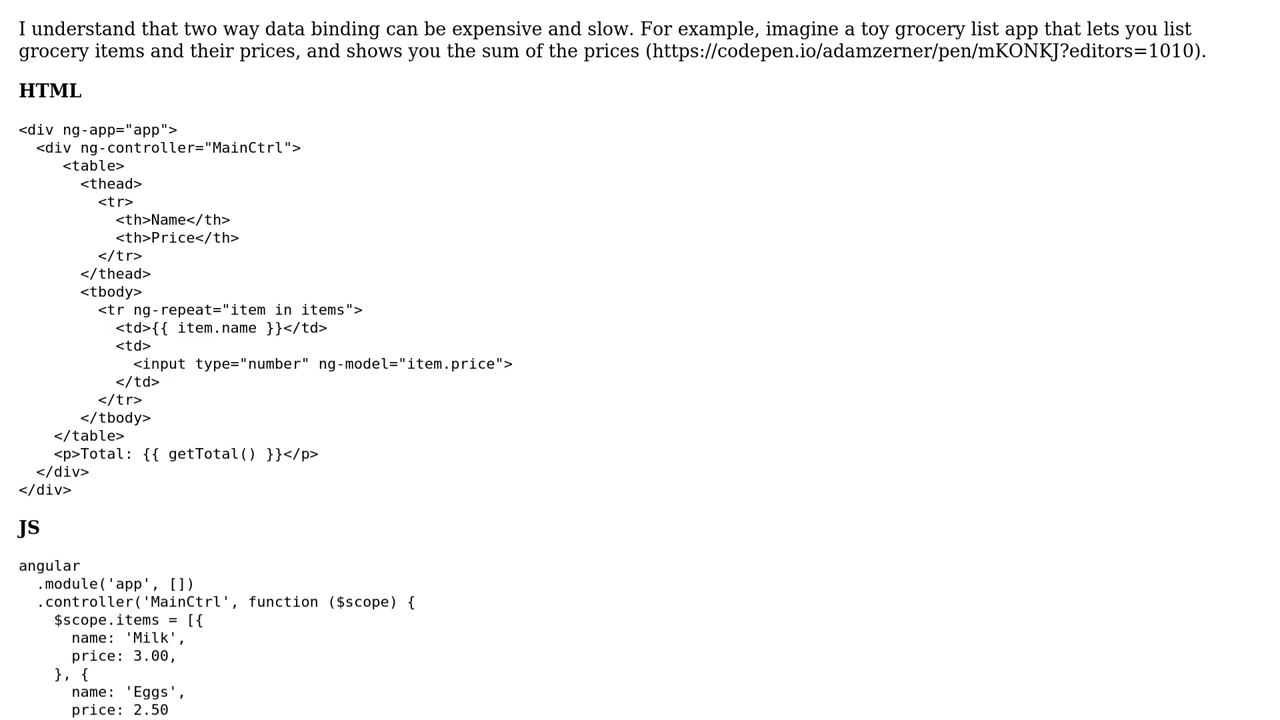 I understand that two way data binding can be expensive and slow. For example, imagine a toy grocery list app that lets you list
grocery items and their prices, and shows you the sum of the prices (https://codepen.io/adamzerner/pen/mKONKJ?editors=1010).
HTML
<div ng-app="app">
  <div ng-controller="MainCtrl">
     <table>
       <thead>
         <tr>
           <th>Name</th>
           <th>Price</th>
         </tr>
       </thead>
       <tbody>
         <tr ng-repeat="item in items">
           <td>{{ item.name }}</td>
           <td>
             <input type="number" ng-model="item.price">
           </td>
         </tr>
       </tbody>
    </table>
    <p>Total: {{ getTotal() }}</p>
  </div>
</div>
JS
angular
  .module('app', [])
  .controller('MainCtrl', function ($scope) {
    $scope.items = [{
      name: 'Milk',
      price: 3.00,
    }, {
      name: 'Eggs',
      price: 2.50